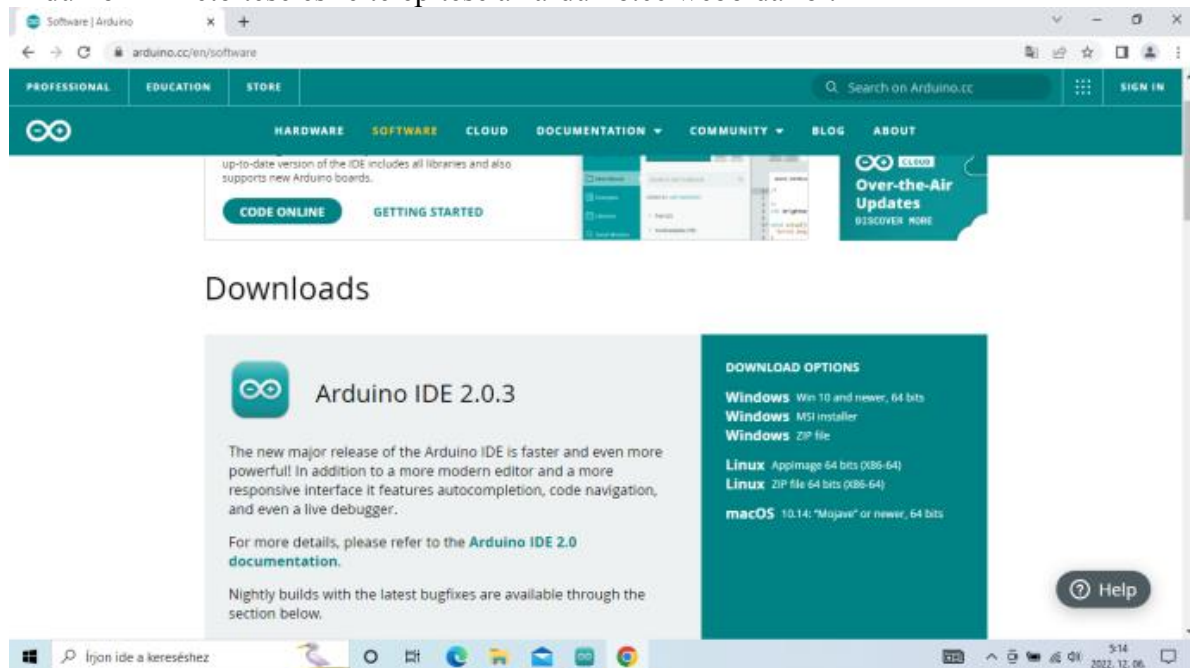 Software | Arduino
arduino.cc/en/software
PROFESSIONAL EDUCATION STORE Search on Arduino.cc SIGN IN
HARDWARE SOFTWARE CLOUD DOCUMENTATION COMMUNITY BLOG ABOUT
up-to-date version of the IDE includes all libraries and also
supports new Arduino boards.
CODE ONLINE GETTING STARTED
CLOUD
Over-the-Air
Updates
DISCOVER MORE
Downloads
Arduino IDE 2.0.3
The new major release of the Arduino IDE is faster and even more
powerful! In addition to a more modern editor and a more
responsive interface it features autocompletion, code navigation,
and even a live debugger.
For more details, please refer to the Arduino IDE 2.0
documentation.
Nightly builds with the latest bugfixes are available through the
section below.
DOWNLOAD OPTIONS
Windows Win 10 and newer, 64 bits
Windows MSI installer
Windows ZIP file
Linux AppImage 64 bits (X86-64)
Linux ZIP file 64 bits (X86-64)
macOS 10.14: "Mojave" or newer, 64 bits
Help
Írjon ide a kereséshez
5:14
2022. 12. 06.